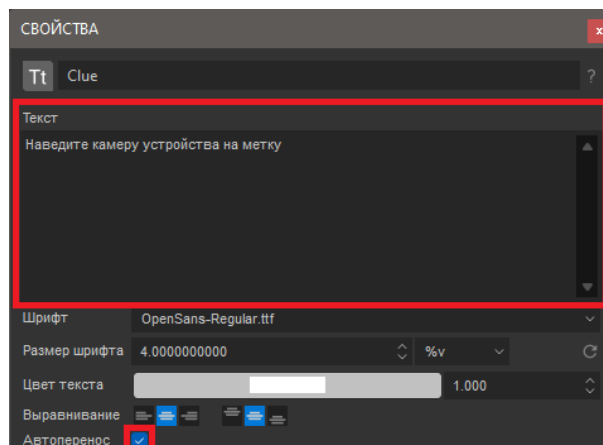 СВОЙСТВА
x
Tt Clue ?
Текст
Наведите камеру устройства на метку
Шрифт OpenSans-Regular.ttf
Размер шрифта 4.0000000000 %v
Цвет текста 1.000
Выравнивание
Автоперенос